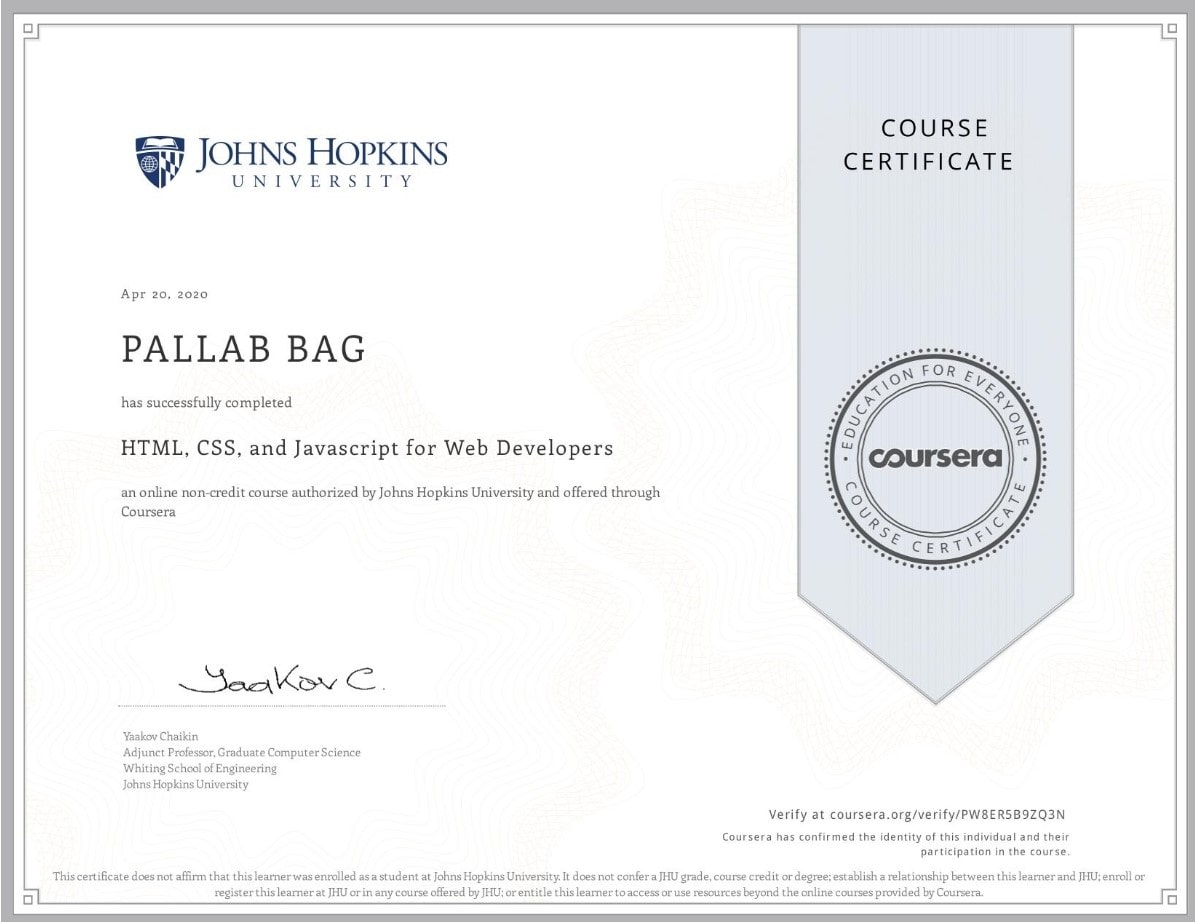 JOHNS HOPKINS
UNIVERSITY
COURSE
CERTIFICATE
Apr 20, 2020
PALLAB BAG
has successfully completed
HTML, CSS, and Javascript for Web Developers
an online non-credit course authorized by Johns Hopkins University and offered through
Coursera
EDUCATION FOR EVERYONE
coursera
COURSE CERTIFICATE
Yaakov C.
Yaakov Chaikin
Adjunct Professor, Graduate Computer Science
Whiting School of Engineering
Johns Hopkins University
Verify at coursera.org/verify/PW8ER5B9ZQ3N
Coursera has confirmed the identity of this individual and their
participation in the course.
This certificate does not affirm that this learner was enrolled as a student at Johns Hopkins University. It does not confer a JHU grade, course credit or degree; establish a relationship between this learner and JHU; enroll or
register this learner at JHU or in any course offered by JHU; or entitle this learner to access or use resources beyond the online courses provided by Coursera.